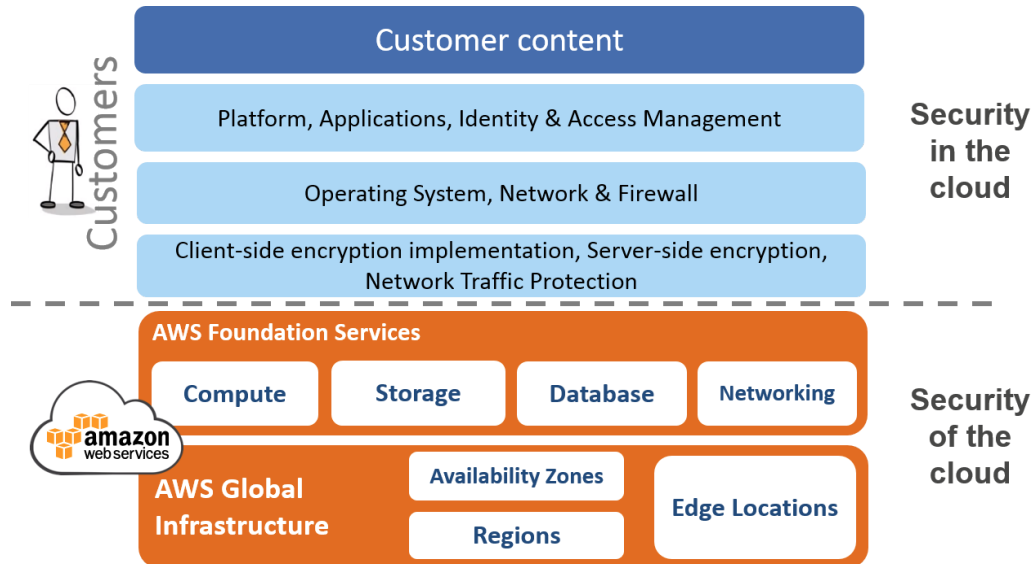 Customers
Customer content
Platform, Applications, Identity & Access Management
Operating System, Network & Firewall
Client-side encryption implementation, Server-side encryption,
Network Traffic Protection
Security
in the
cloud
AWS Foundation Services
Compute
Storage
Database
Networking
amazon
webservices
AWS Global
Infrastructure
Availability Zones
Regions
Edge Locations
Security
of the
cloud